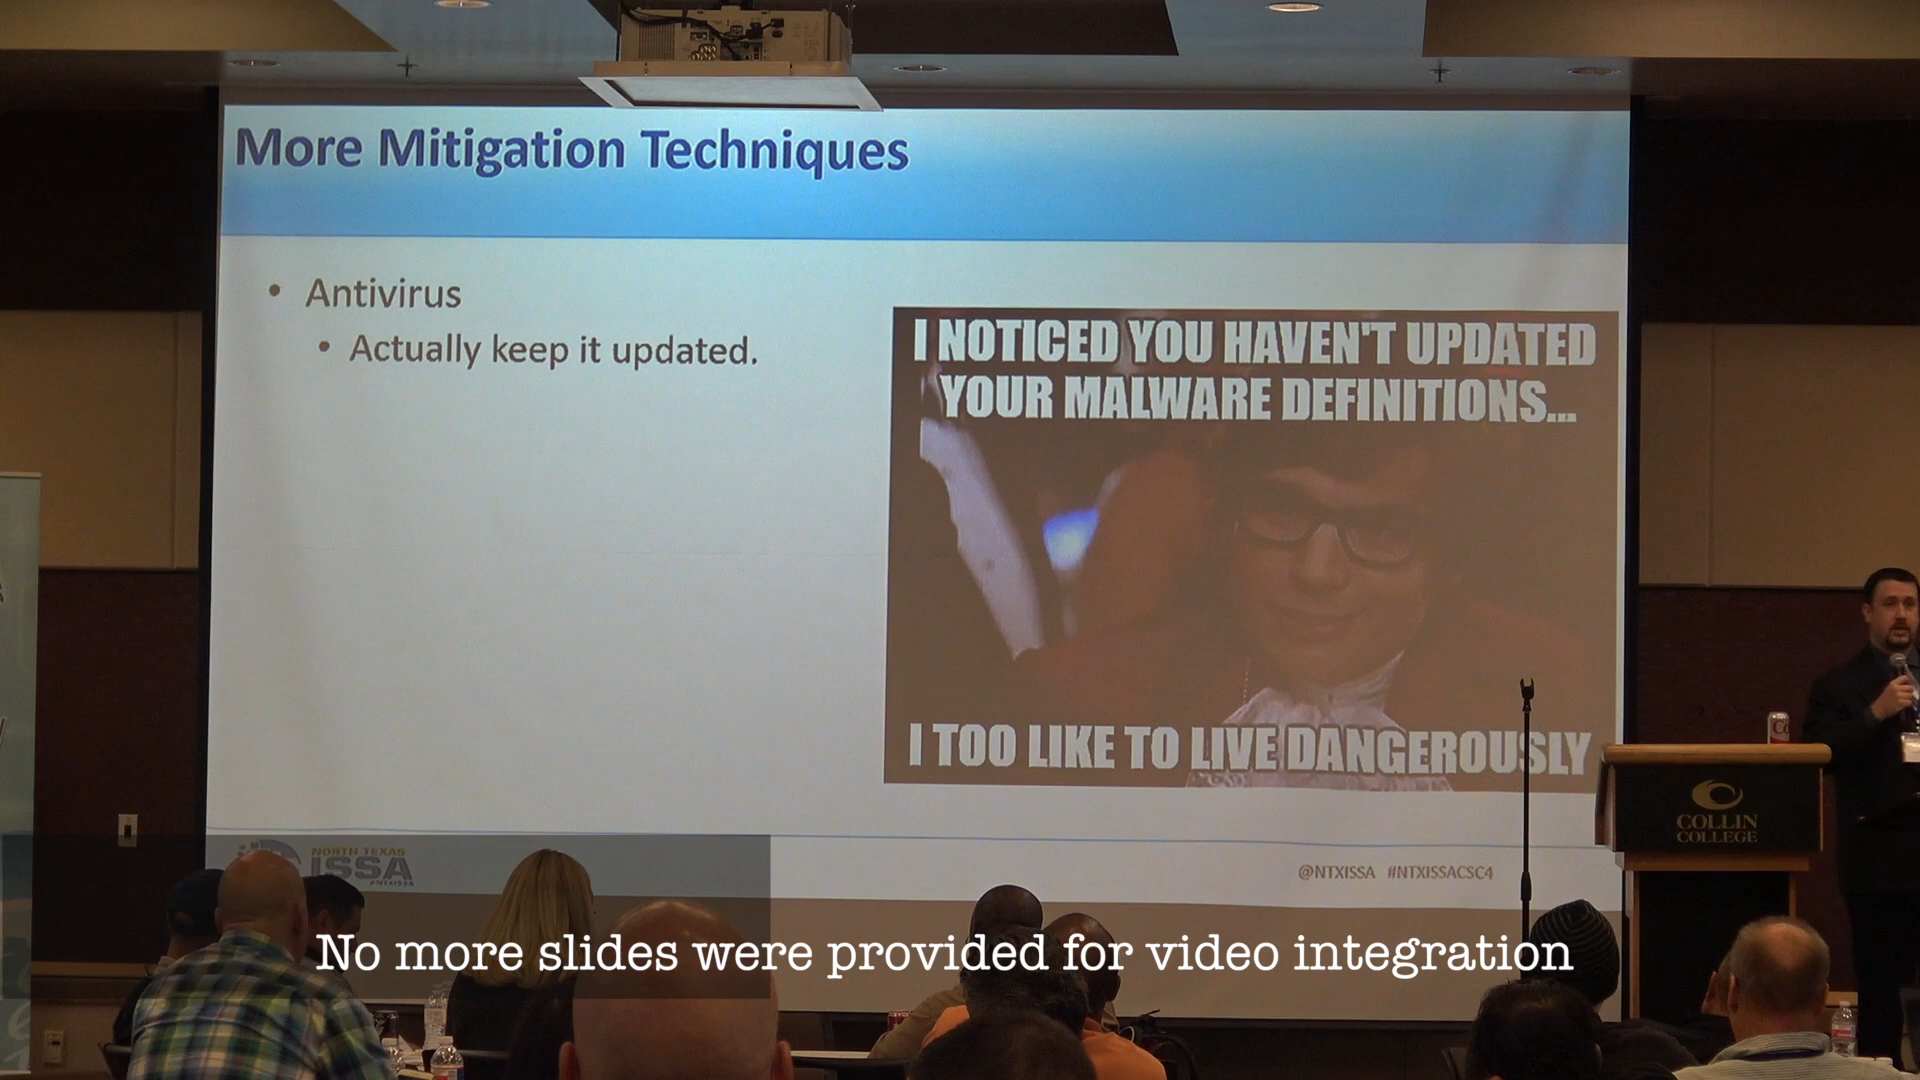 More Mitigation Techniques
• Antivirus
• Actually keep it updated.
I NOTICED YOU HAVEN'T UPDATED
YOUR MALWARE DEFINITIONS...
I TOO LIKE TO LIVE DANGEROUSLY
NORTH TEXAS
ISSA
#NTXISSA
@NTXISSA #NTXISSACSC4
COLLIN
COLLEGE
No more slides were provided for video integration